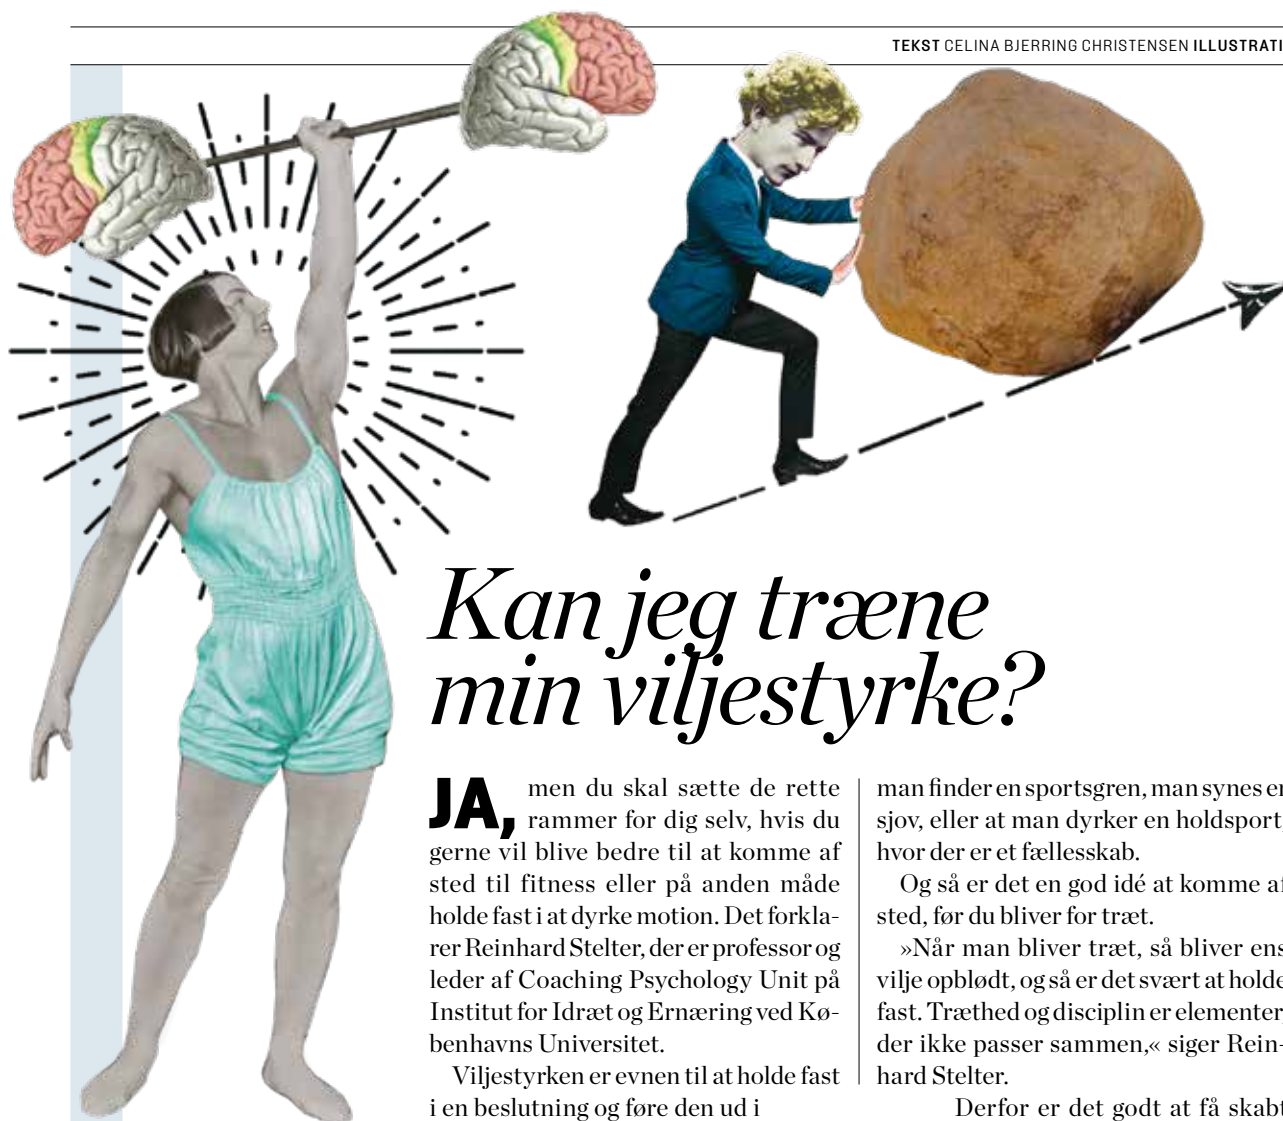 TEKST CELINA BJERRING CHRISTENSEN ILLUSTRATI
Kan jeg træne
min viljestyrke?
JA, men du skal sætte de rette
rammer for dig selv, hvis du
gerne vil blive bedre til at komme af
sted til fitness eller på anden måde
holde fast i at dyrke motion. Det forkla-
rer Reinhard Stelter, der er professor og
leder af Coaching Psychology Unit på
Institut for Idræt og Ernæring ved Kø-
benhavns Universitet.
Viljestyrken er evnen til at holde fast
i en beslutning og føre den ud i
man finder en sportsgren, man synes er
sjov, eller at man dyrker en holdsport,
hvor der er et fællesskab.
Og så er det en god idé at komme af
sted, før du bliver for træt.
»Når man bliver træt, så bliver ens
vilje opblødt, og så er det svært at holde
fast. Træthed og disciplin er elementer,
der ikke passer sammen,« siger Rein-
hard Stelter.
Derfor er det godt at få skabt